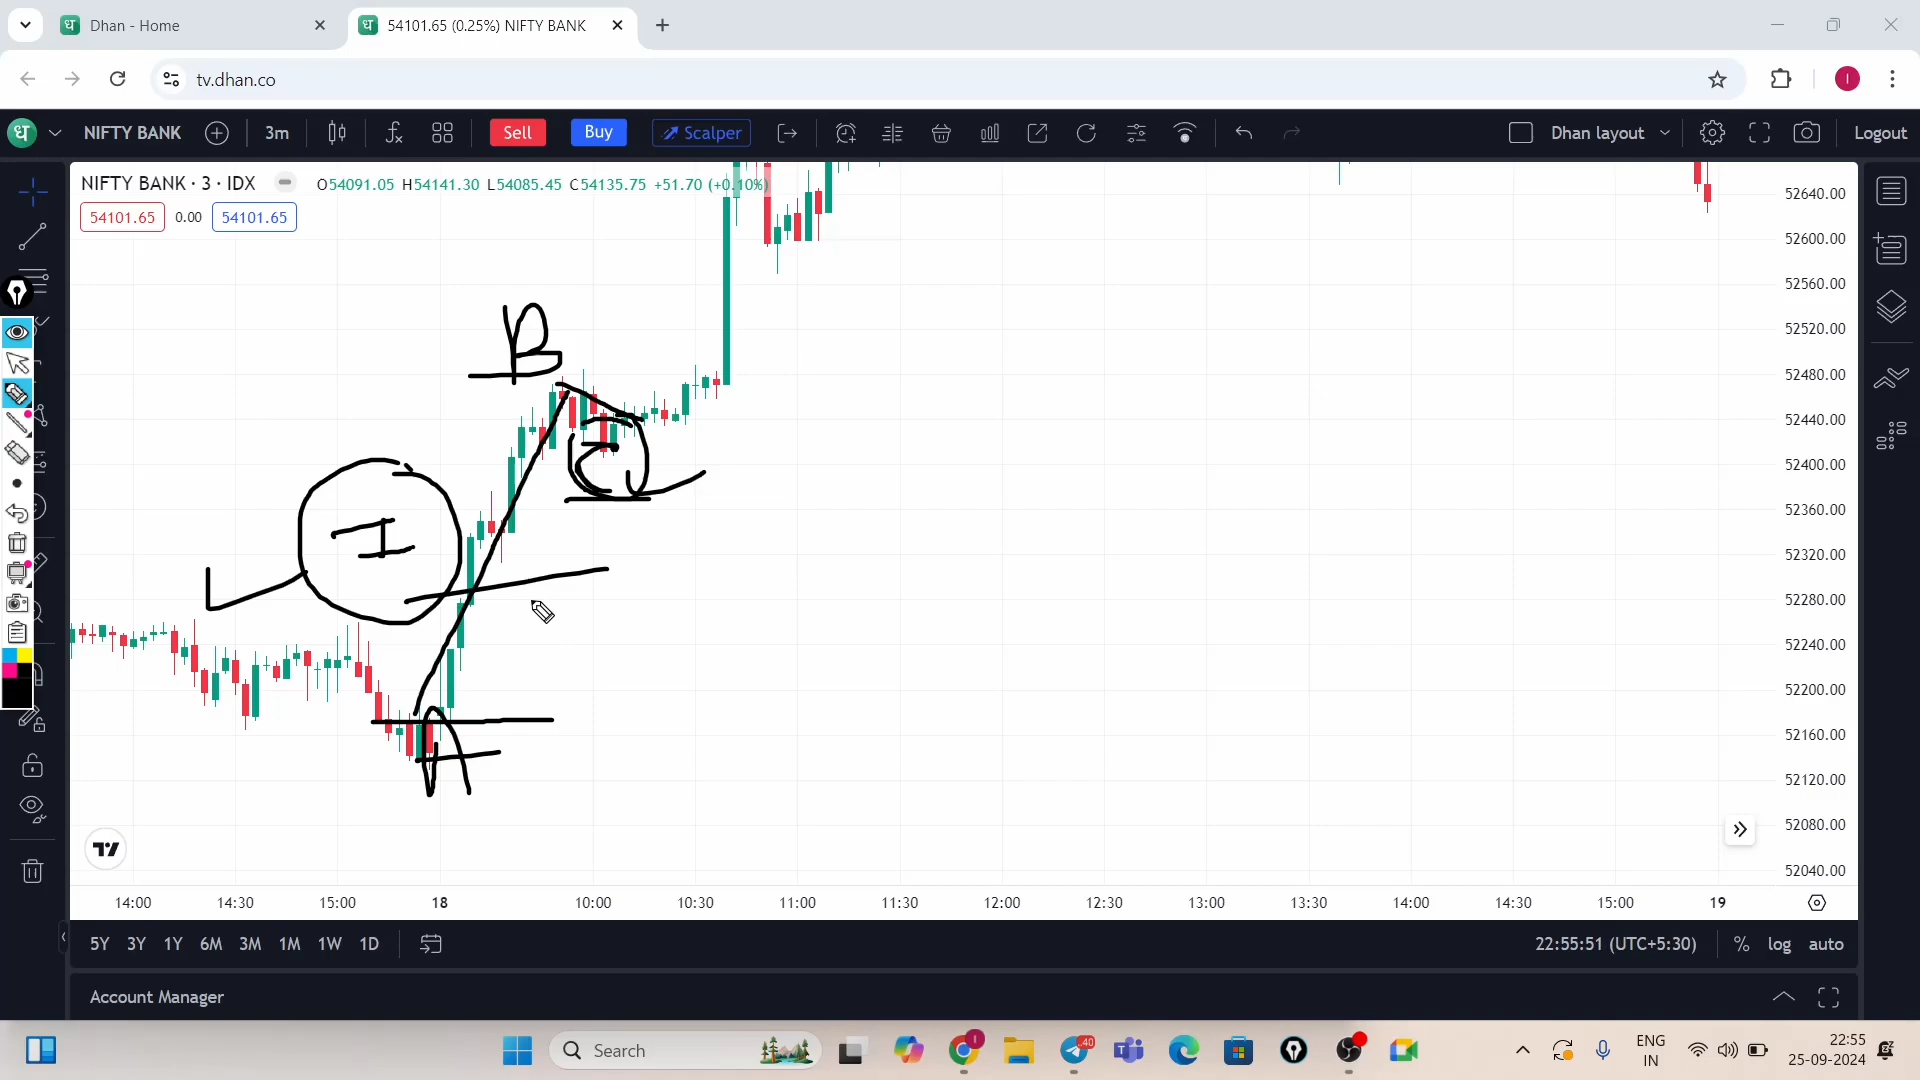 Dhan - Home
54101.65 (0.25%) NIFTY BANK
tv.dhan.co
I
ध NIFTY BANK 3m Sell Buy Scalper Dhan layout Logout
NIFTY BANK · 3 · IDX O54091.05 H54141.30 L54085.45 C54135.75 +51.70 (+0.10%)
54101.65 0.00 54101.65
B
C
I
A
52640.00
52600.00
52560.00
52520.00
52480.00
52440.00
52400.00
52360.00
52320.00
52280.00
52240.00
52200.00
52160.00
52120.00
52080.00
52040.00
14:00 14:30 15:00 18 10:00 10:30 11:00 11:30 12:00 12:30 13:00 13:30 14:00 14:30 15:00 19
5Y 3Y 1Y 6M 3M 1M 1W 1D 22:55:51 (UTC+5:30) % log auto
Account Manager
Search
40
ENG
IN
22:55
25-09-2024